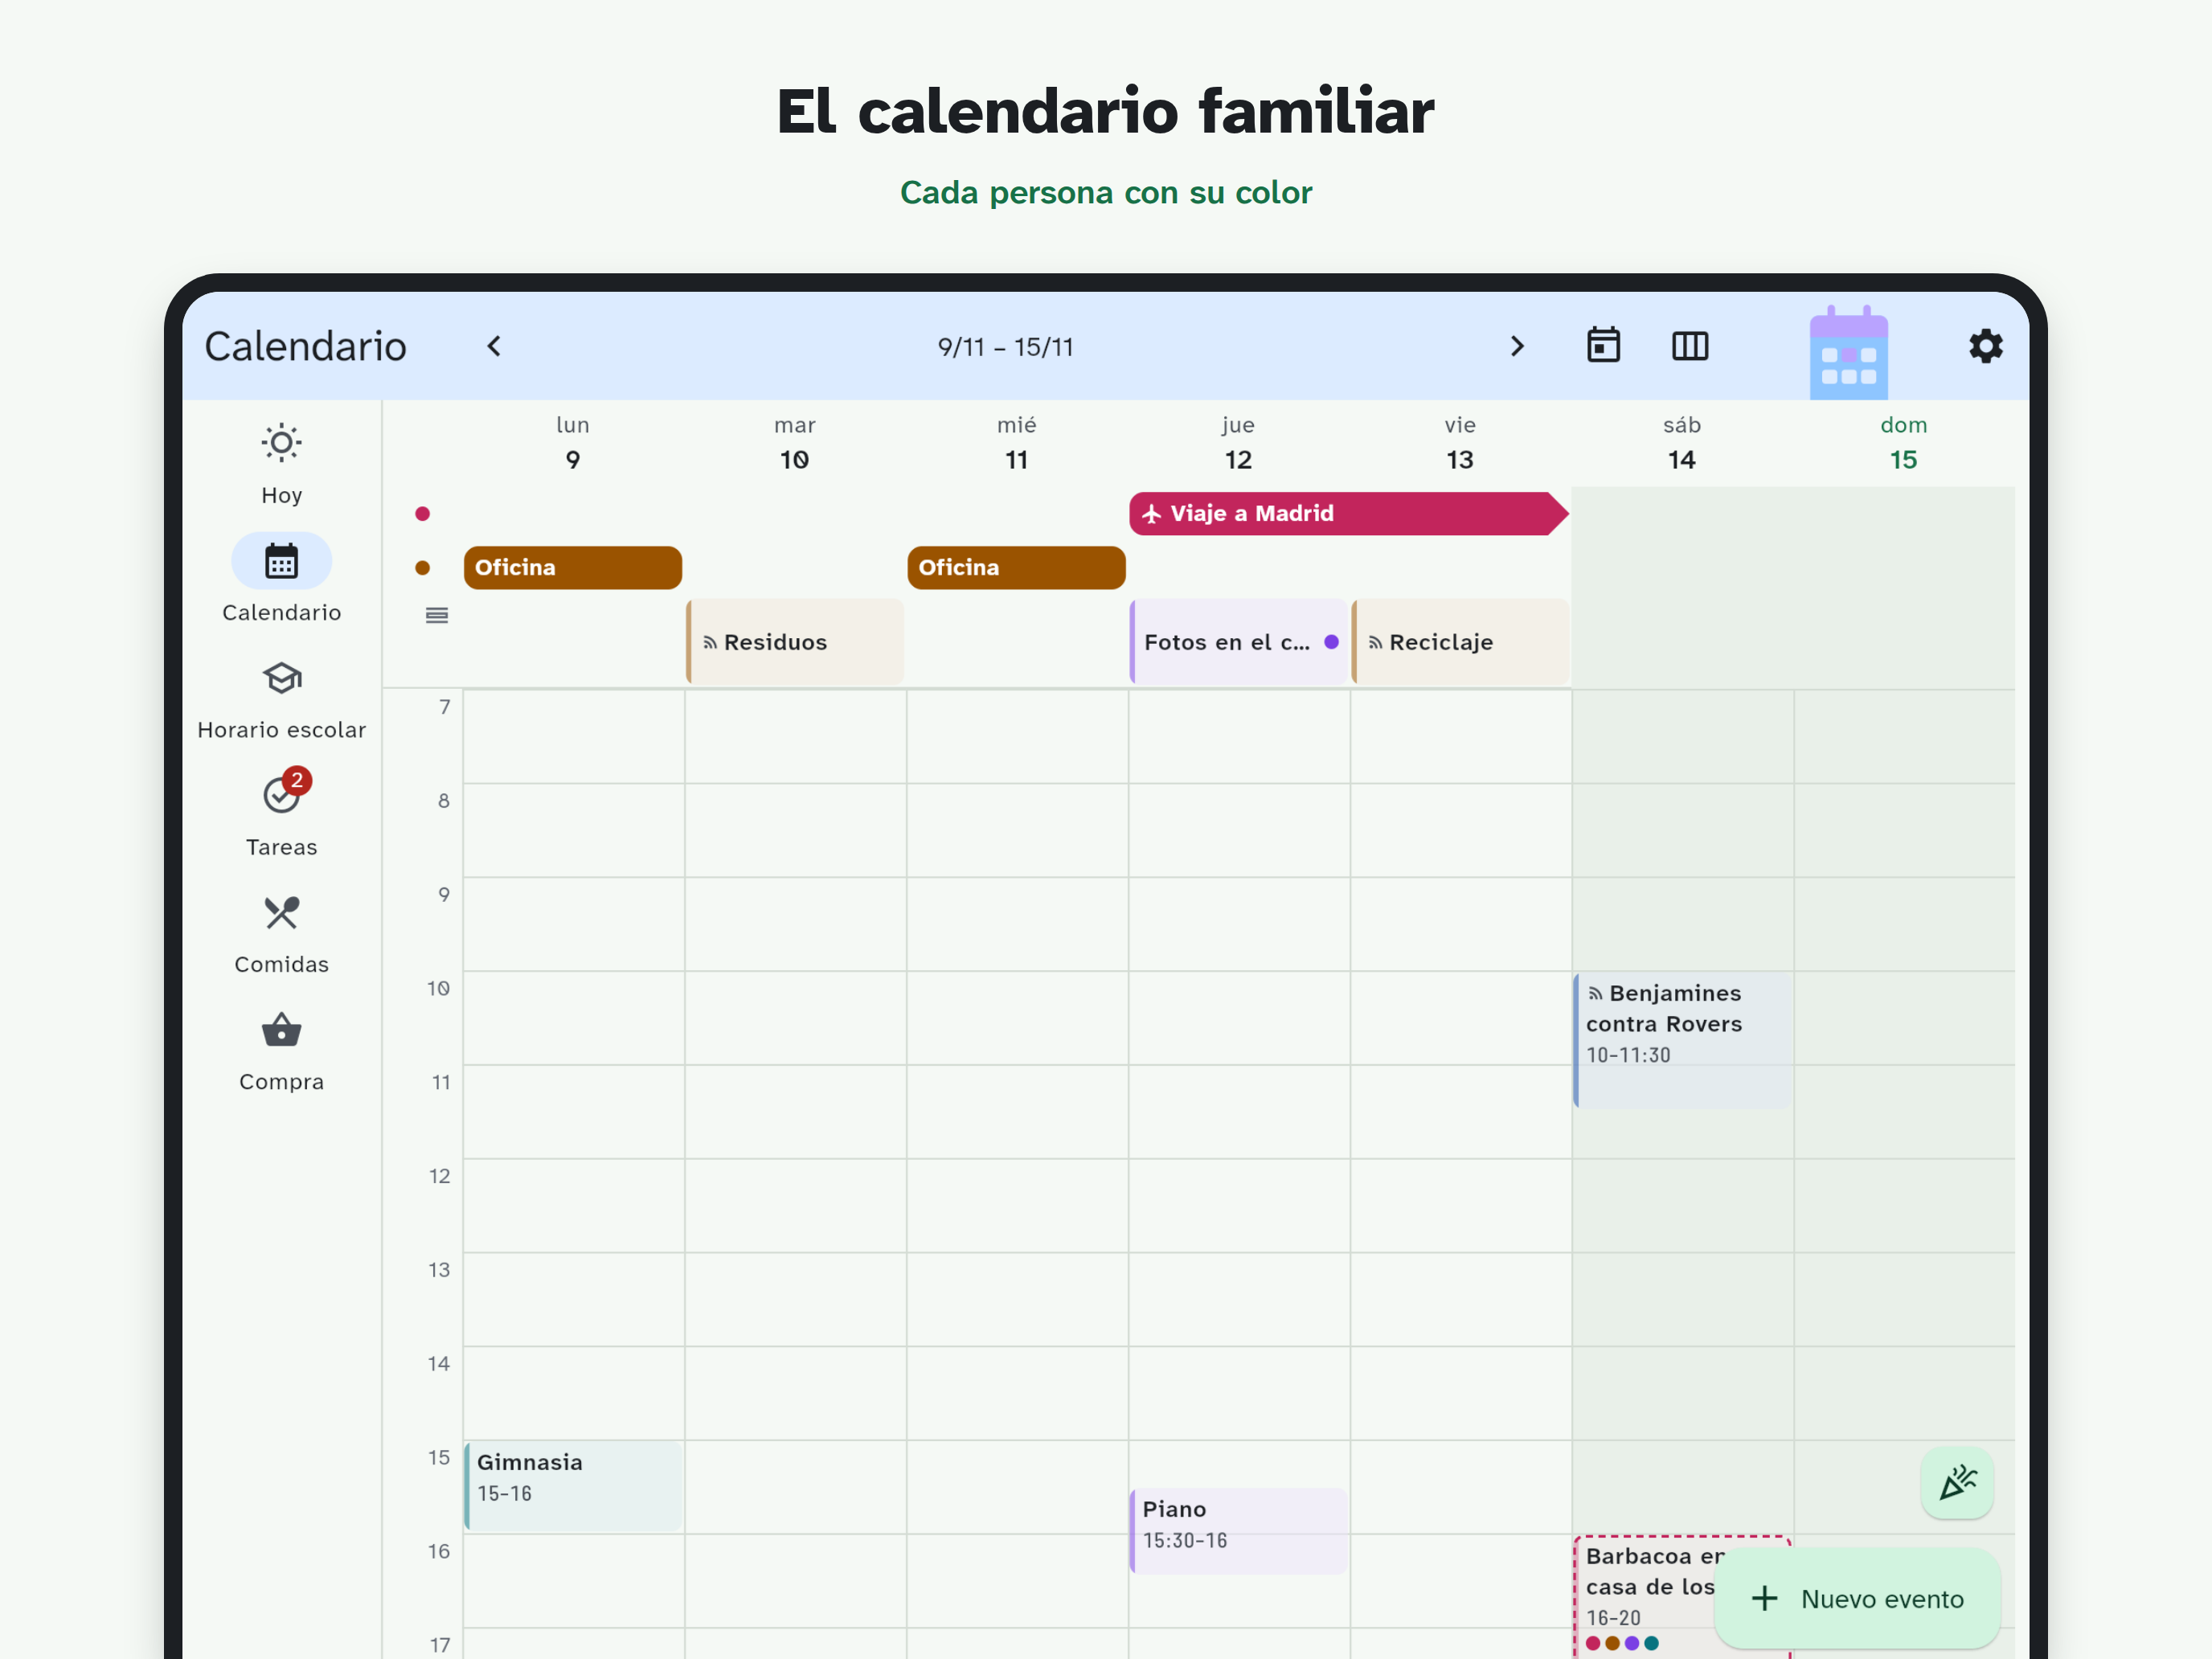 El calendario familiar
Cada persona con su color
Calendario
9/11 – 15/11
lun
mar
mié
jue
vie
sáb
dom
9
10
11
12
13
14
15
Hoy
Calendario
Horario escolar
2
Tareas
Comidas
Compra
Viaje a Madrid
Oficina
Oficina
Residuos
Fotos en el c...
Reciclaje
7
8
9
10
Benjamines
contra Rovers
10–11:30
11
12
13
14
15
Gimnasia
15–16
Piano
15:30–16
16
Barbacoa en
casa de los
16–20
Nuevo evento
17